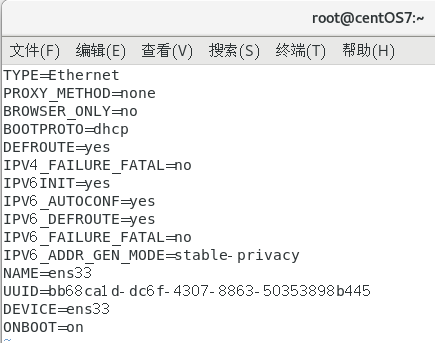 root@centOS7:~
文件(F) 编辑(E) 查看(V) 搜索(S) 终端(T) 帮助(H)
TYPE=Ethernet
PROXY_METHOD=none
BROWSER_ONLY=no
BOOTPROTO=dhcp
DEFROUTE=yes
IPV4_FAILURE_FATAL=no
IPV6INIT=yes
IPV6_AUTOCONF=yes
IPV6_DEFROUTE=yes
IPV6_FAILURE_FATAL=no
IPV6_ADDR_GEN_MODE=stable-privacy
NAME=ens33
UUID=bb68ca1d-dc6f-4307-8863-50353898b445
DEVICE=ens33
ONBOOT=on
~